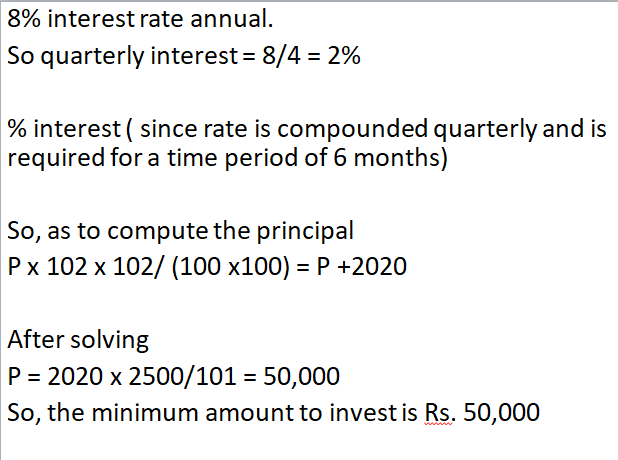 8% interest rate annual.
So quarterly interest = 8/4 = 2%
% interest ( since rate is compounded quarterly and is
required for a time period of 6 months)
So, as to compute the principal
P x 102 x 102/ (100 x100) = P +2020
After solving
P = 2020 x 2500/101 = 50,000
So, the minimum amount to invest is Rs. 50,000